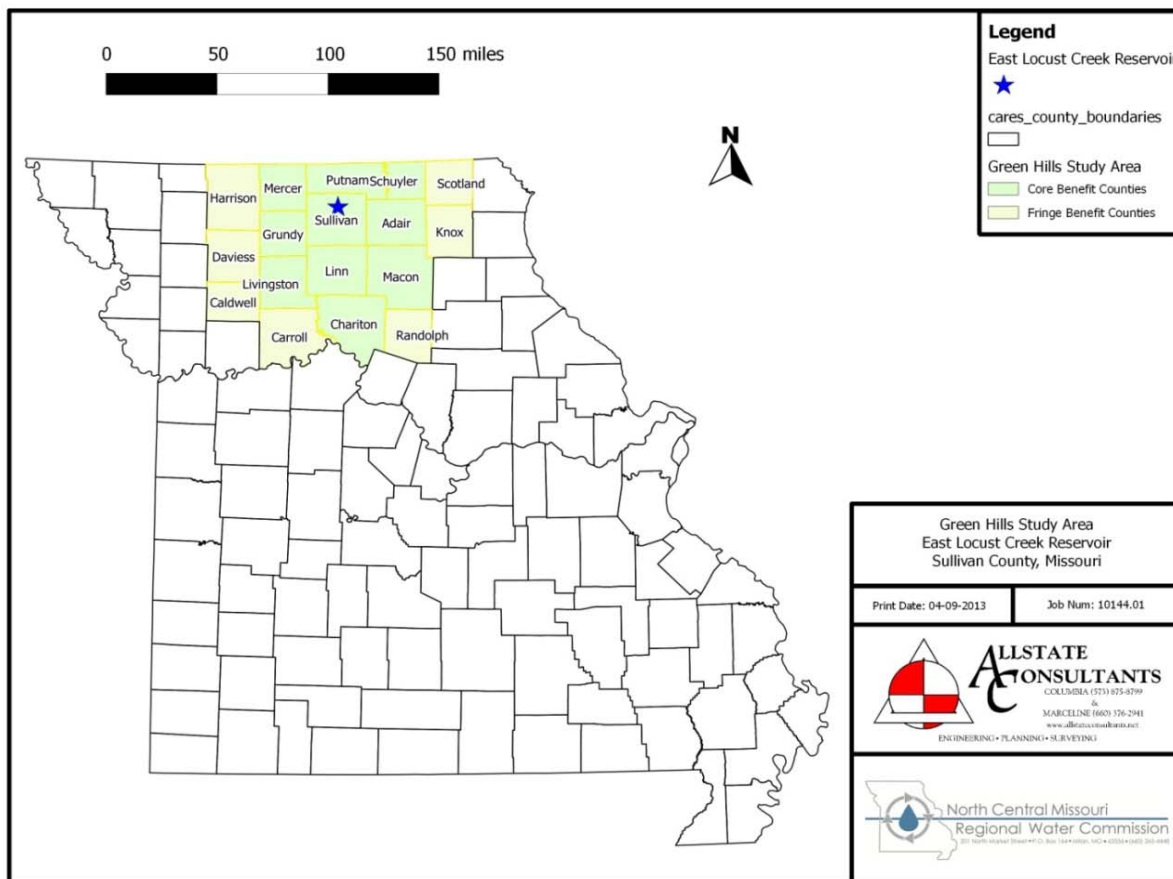 0 50 100 150 miles
N
Legend
East Locust Creek Reservoir
cares_county_boundaries
Green Hills Study Area
Core Benefit Counties
Fringe Benefit Counties
Harrison
Mercer
Putnam
Schuyler
Scotland
Sullivan
Adair
Knox
Grundy
Daviess
Linn
Macon
Livingston
Caldwell
Chariton
Carroll
Randolph
Green Hills Study Area
East Locust Creek Reservoir
Sullivan County, Missouri
Print Date: 04-09-2013
Job Num: 10144.01
ALLSTATE
CONSULTANTS
COLUMBIA (573) 875-8799
&
MARCELINE (660) 376-2941
www.allstateconsultants.net
ENGINEERING • PLANNING • SURVEYING
North Central Missouri
Regional Water Commission